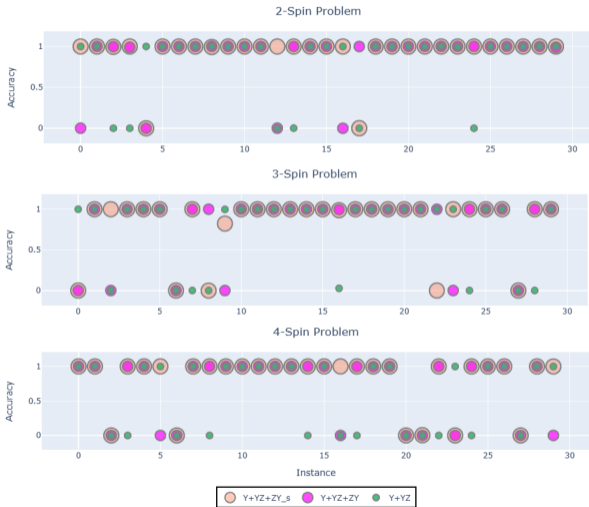 2-Spin Problem
Accuracy
1
0.5
0
0 5 10 15 20 25 30
3-Spin Problem
Accuracy
1
0.5
0
0 5 10 15 20 25 30
4-Spin Problem
Accuracy
1
0.5
0
0 5 10 15 20 25 30
Instance
Y+YZ+ZY_s Y+YZ+ZY Y+YZ